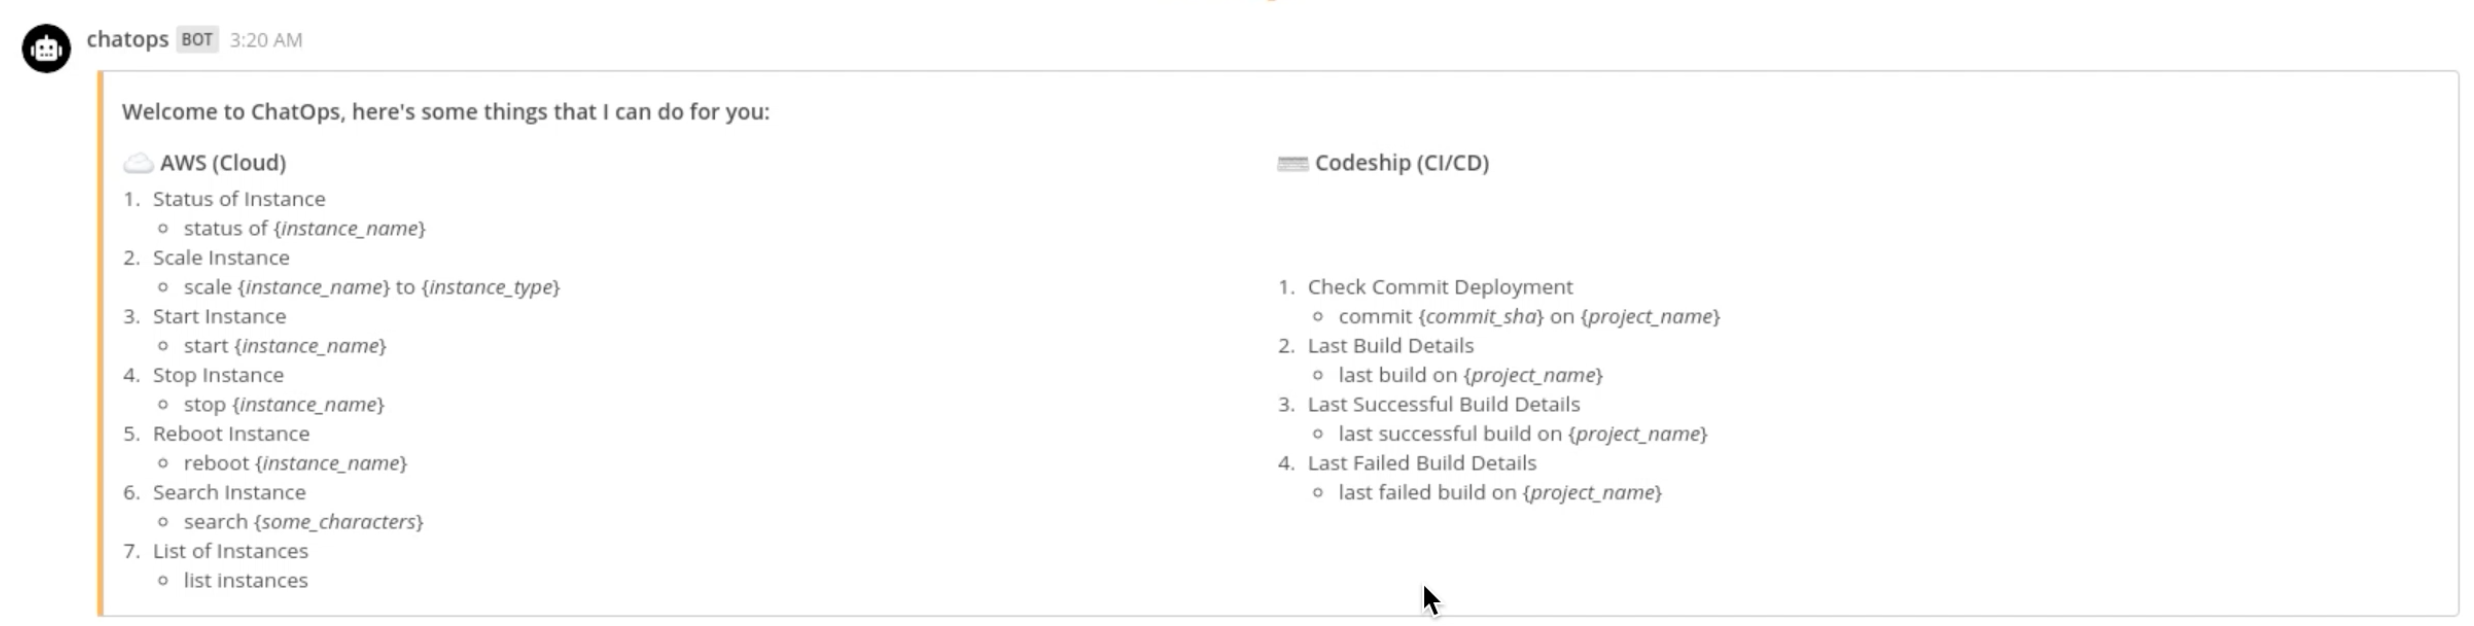 chatops BOT 3:20 AM
Welcome to ChatOps, here's some things that I can do for you:
AWS (Cloud)
1. Status of Instance
status of {instance_name}
2. Scale Instance
scale {instance_name} to {instance_type}
3. Start Instance
start {instance_name}
4. Stop Instance
stop {instance_name}
5. Reboot Instance
reboot {instance_name}
6. Search Instance
search {some_characters}
7. List of Instances
list instances
Codeship (CI/CD)
1. Check Commit Deployment
commit {commit_sha} on {project_name}
2. Last Build Details
last build on {project_name}
3. Last Successful Build Details
last successful build on {project_name}
4. Last Failed Build Details
last failed build on {project_name}